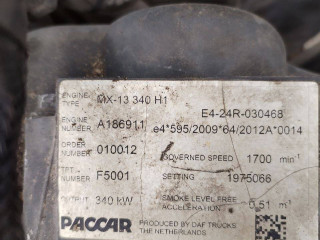 ENGINE TYPE MX-13 340 H1
E4-24R-030468
ENGINE NUMBER A186911 e4*595/2009*64/2012A*0014
ORDER NUMBER 010012 GOVERNED SPEED 1700 min⁻¹
TPT- NR F5001 SETTING 1975066
OUTPUT 340 kW SMOKE LEVEL FREE ACCELERATION 0.51 m⁻¹
PACCAR PRODUCED BY DAF TRUCKS THE NETHERLANDS